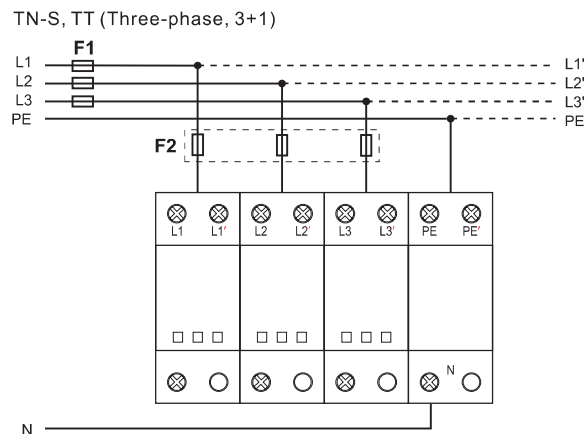 TN-S, TT (Three-phase, 3+1)
F1
L1 L1'
L2 L2'
L3 L3'
PE PE
F2
L1 L1' L2 L2' L3 L3' PE PE'
N
N